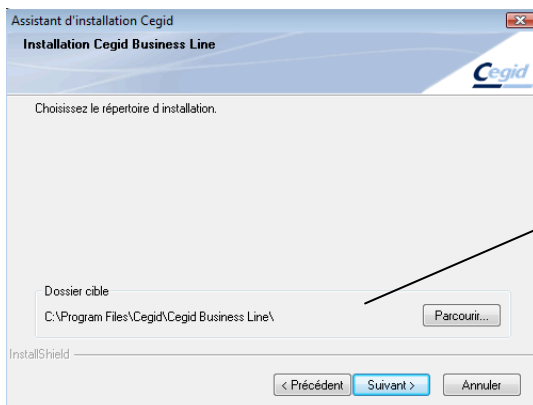 Assistant d'installation Cegid
Installation Cegid Business Line
Cegid
Choisissez le répertoire d installation.
Dossier cible
C:\Program Files\Cegid\Cegid Business Line\
Parcourir...
InstallShield
< Précédent
Suivant >
Annuler